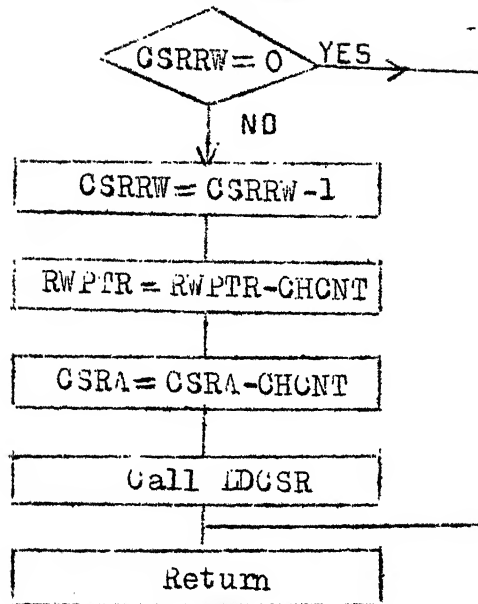 CSRRW = 0 YES
NO
CSRRW = CSRRW-1
RWPTR = RWPTR-CHCNT
CSRA = CSRA-CHCNT
Call LDCSR
Return